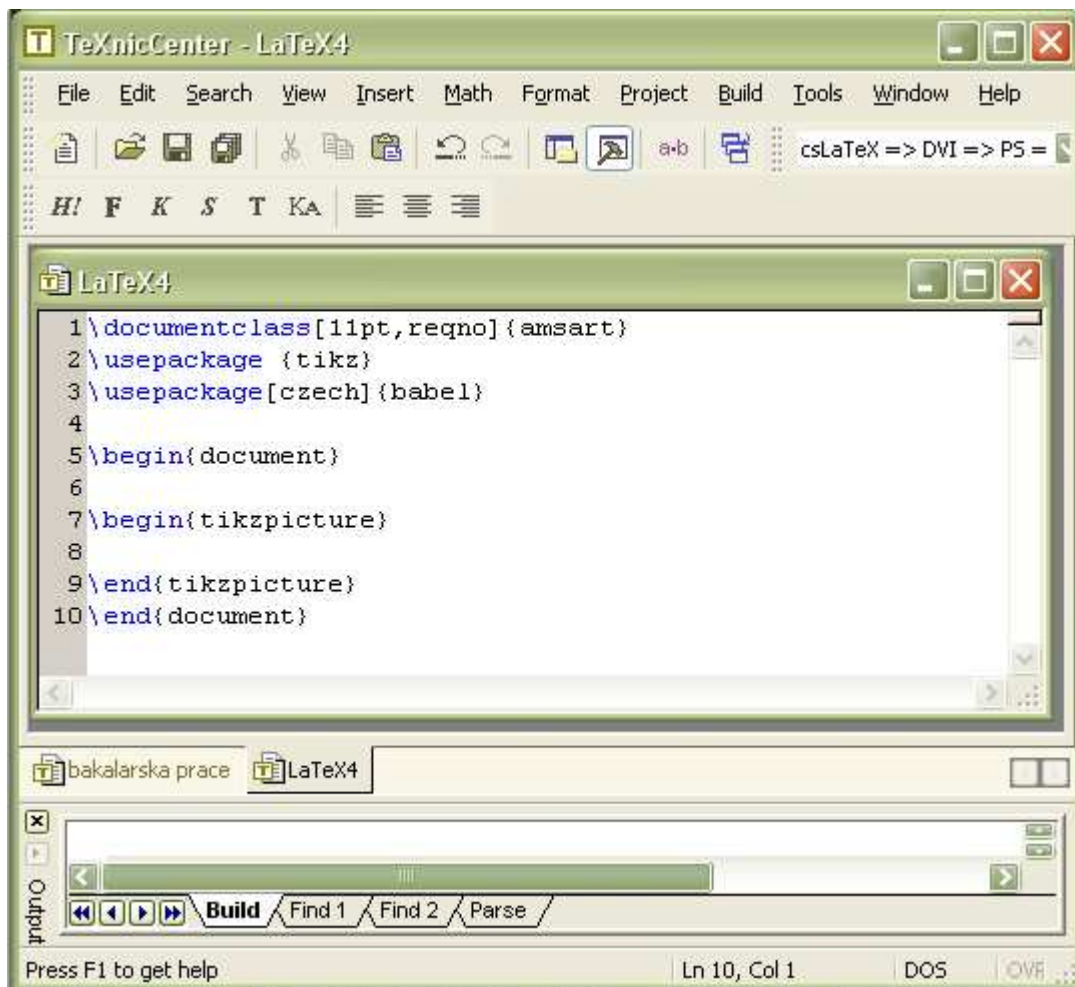 T TeXnicCenter - LaTeX4
File Edit Search View Insert Math Format Project Build Tools Window Help
a-b csLaTeX => DVI => PS =
H! F K S T KA
LaTeX4
1 \documentclass[11pt,reqno]{amsart}
2 \usepackage {tikz}
3 \usepackage[czech]{babel}
4
5 \begin{document}
6
7 \begin{tikzpicture}
8
9 \end{tikzpicture}
10 \end{document}
bakalarska prace LaTeX4
Output
Build Find 1 Find 2 Parse
Press F1 to get help Ln 10, Col 1 DOS OVR